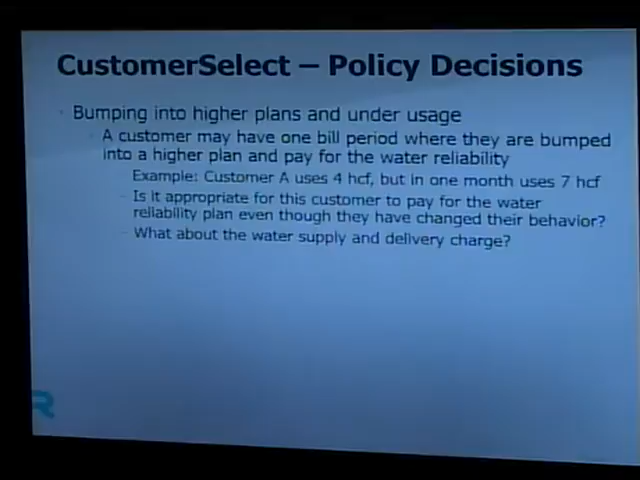 CustomerSelect – Policy Decisions
Bumping into higher plans and under usage
A customer may have one bill period where they are bumped
into a higher plan and pay for the water reliability
Example: Customer A uses 4 hcf, but in one month uses 7 hcf
Is it appropriate for this customer to pay for the water
reliability plan even though they have changed their behavior?
What about the water supply and delivery charge?
R